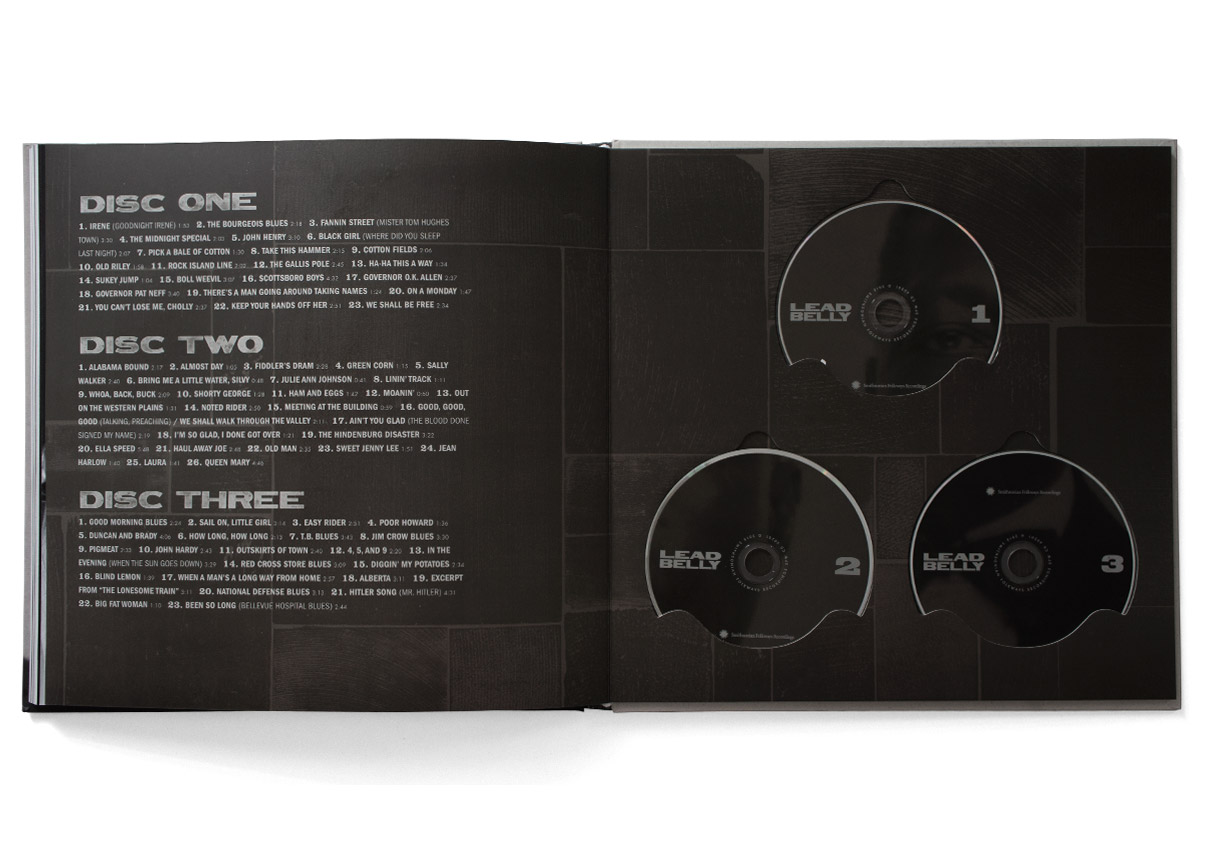 DISC ONE
1. IRENE (GOODNIGHT IRENE) 1:53 2. THE BOURGEOIS BLUES 2:18 3. FANNIN STREET (MISTER TOM HUGHES
TOWN) 3:30 4. THE MIDNIGHT SPECIAL 2:03 5. JOHN HENRY 3:10 6. BLACK GIRL (WHERE DID YOU SLEEP
LAST NIGHT) 2:07 7. PICK A BALE OF COTTON 1:30 8. TAKE THIS HAMMER 2:15 9. COTTON FIELDS 2:06
10. OLD RILEY 1:56 11. ROCK ISLAND LINE 2:02 12. THE GALLIS POLE 2:45 13. HA-HA THIS A WAY 1:34
14. SUKEY JUMP 1:04 15. BOLL WEEVIL 3:07 16. SCOTTSBORO BOYS 4:32 17. GOVERNOR O.K. ALLEN 2:37
18. GOVERNOR PAT NEFF 3:40 19. THERE'S A MAN GOING AROUND TAKING NAMES 1:24 20. ON A MONDAY 1:47
21. YOU CAN'T LOSE ME, CHOLLY 2:37 22. KEEP YOUR HANDS OFF HER 2:51 23. WE SHALL BE FREE 2:34
DISC TWO
1. ALABAMA BOUND 2:17 2. ALMOST DAY 1:02 3. FIDDLER'S DRAM 2:28 4. GREEN CORN 1:15 5. SALLY
WALKER 2:40 6. BRING ME A LITTLE WATER, SILVY 0:48 7. JULIE ANN JOHNSON 0:41 8. LININ' TRACK 1:11
9. WHOA, BACK, BUCK 2:09 10. SHORTY GEORGE 1:28 11. HAM AND EGGS 1:47 12. MOANIN' 0:50 13. OUT
ON THE WESTERN PLAINS 1:31 14. NOTED RIDER 2:50 15. MEETING AT THE BUILDING 2:59 16. GOOD, GOOD,
GOOD (TALKING, PREACHING) / WE SHALL WALK THROUGH THE VALLEY 2:11 17. AIN'T YOU GLAD (THE BLOOD DONE
SIGNED MY NAME) 2:19 18. I'M SO GLAD, I DONE GOT OVER 1:21 19. THE HINDENBURG DISASTER 3:22
20. ELLA SPEED 5:48 21. HAUL AWAY JOE 2:48 22. OLD MAN 2:33 23. SWEET JENNY LEE 1:51 24. JEAN
HARLOW 1:40 25. LAURA 1:41 26. QUEEN MARY 4:45
DISC THREE
1. GOOD MORNING BLUES 2:29 2. SAIL ON, LITTLE GIRL 2:14 3. EASY RIDER 2:51 4. POOR HOWARD 1:26
5. DUNCAN AND BRADY 4:06 6. HOW LONG, HOW LONG 2:12 7. T.B. BLUES 3:43 8. JIM CROW BLUES 3:20
9. PIGMEAT 2:33 10. JOHN HARDY 2:43 11. OUTSKIRTS OF TOWN 2:49 12. 4, 5, AND 9 2:20 13. IN THE
EVENING (WHEN THE SUN GOES DOWN) 3:29 14. RED CROSS STORE BLUES 2:09 15. DIGGIN' MY POTATOES 2:34
16. BLIND LEMON 1:39 17. WHEN A MAN'S A LONG WAY FROM HOME 2:57 18. ALBERTA 3:11 19. EXCERPT
FROM "THE LONESOME TRAIN" 3:11 20. NATIONAL DEFENSE BLUES 3:13 21. HITLER SONG (MR. HITLER) 4:31
22. BIG FAT WOMAN 1:10 23. BEEN SO LONG (BELLEVUE HOSPITAL BLUES) 2:44
LEAD
BELLY
1
Smithsonian Folkways Recordings
LEAD
BELLY
2
Smithsonian Folkways Recordings
Smithsonian Folkways Recordings
LEAD
BELLY
3